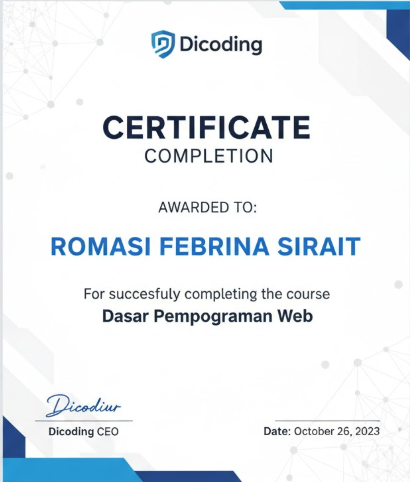 Dicoding
CERTIFICATE
COMPLETION
AWARDED TO:
ROMASI FEBRINA SIRAIT
For succesfuly completing the course
Dasar Pempograman Web
Dicodiur
Dicoding CEO
Date: October 26, 2023